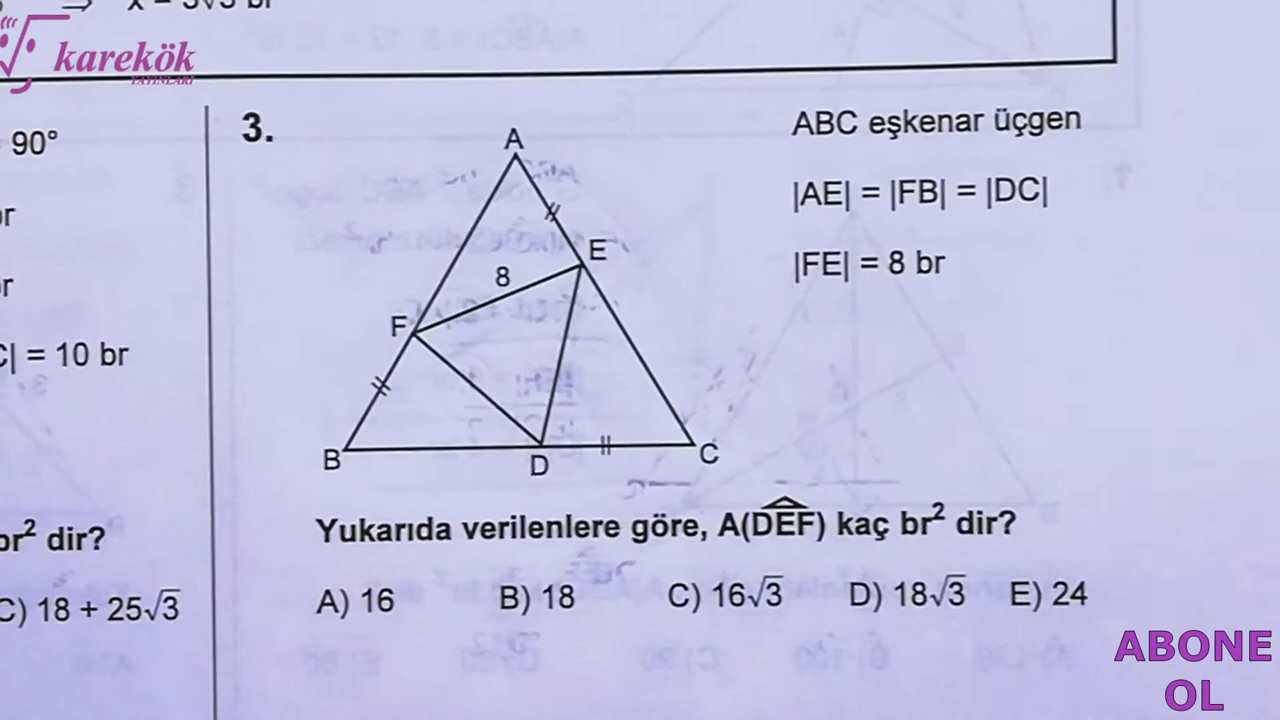 karekök
YAYINLARI
90°
C| = 10 br
br² dir?
C) 18 + 25√3
3.
A
E
8
F
B
D
C
ABC eşkenar üçgen
|AE| = |FB| = |DC|
|FE| = 8 br
Yukarıda verilenlere göre, A(DEF) kaç br² dir?
A) 16 B) 18 C) 16√3 D) 18√3 E) 24
ABONE
OL